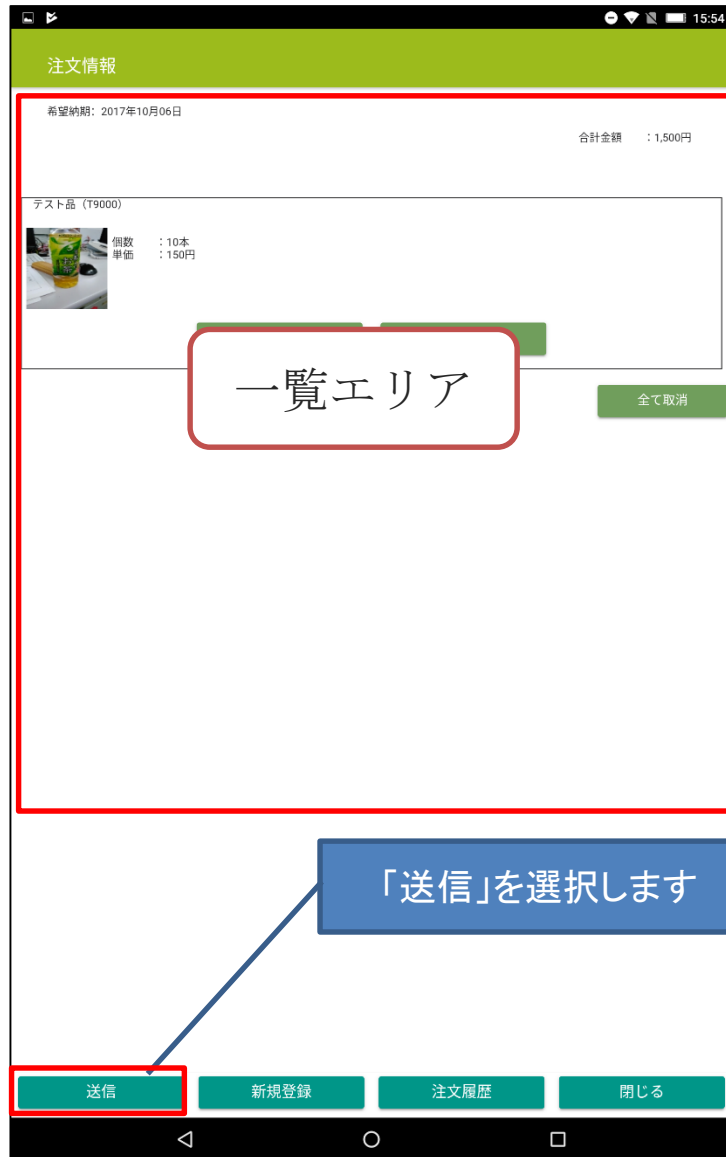 15:54
注文情報
希望納期: 2017年10月06日
合計金額 :1,500円
テスト品（T9000）
個数 :10本
単価 :150円
一覧エリア
全て取消
「送信」を選択します
送信 新規登録 注文履歴 閉じる